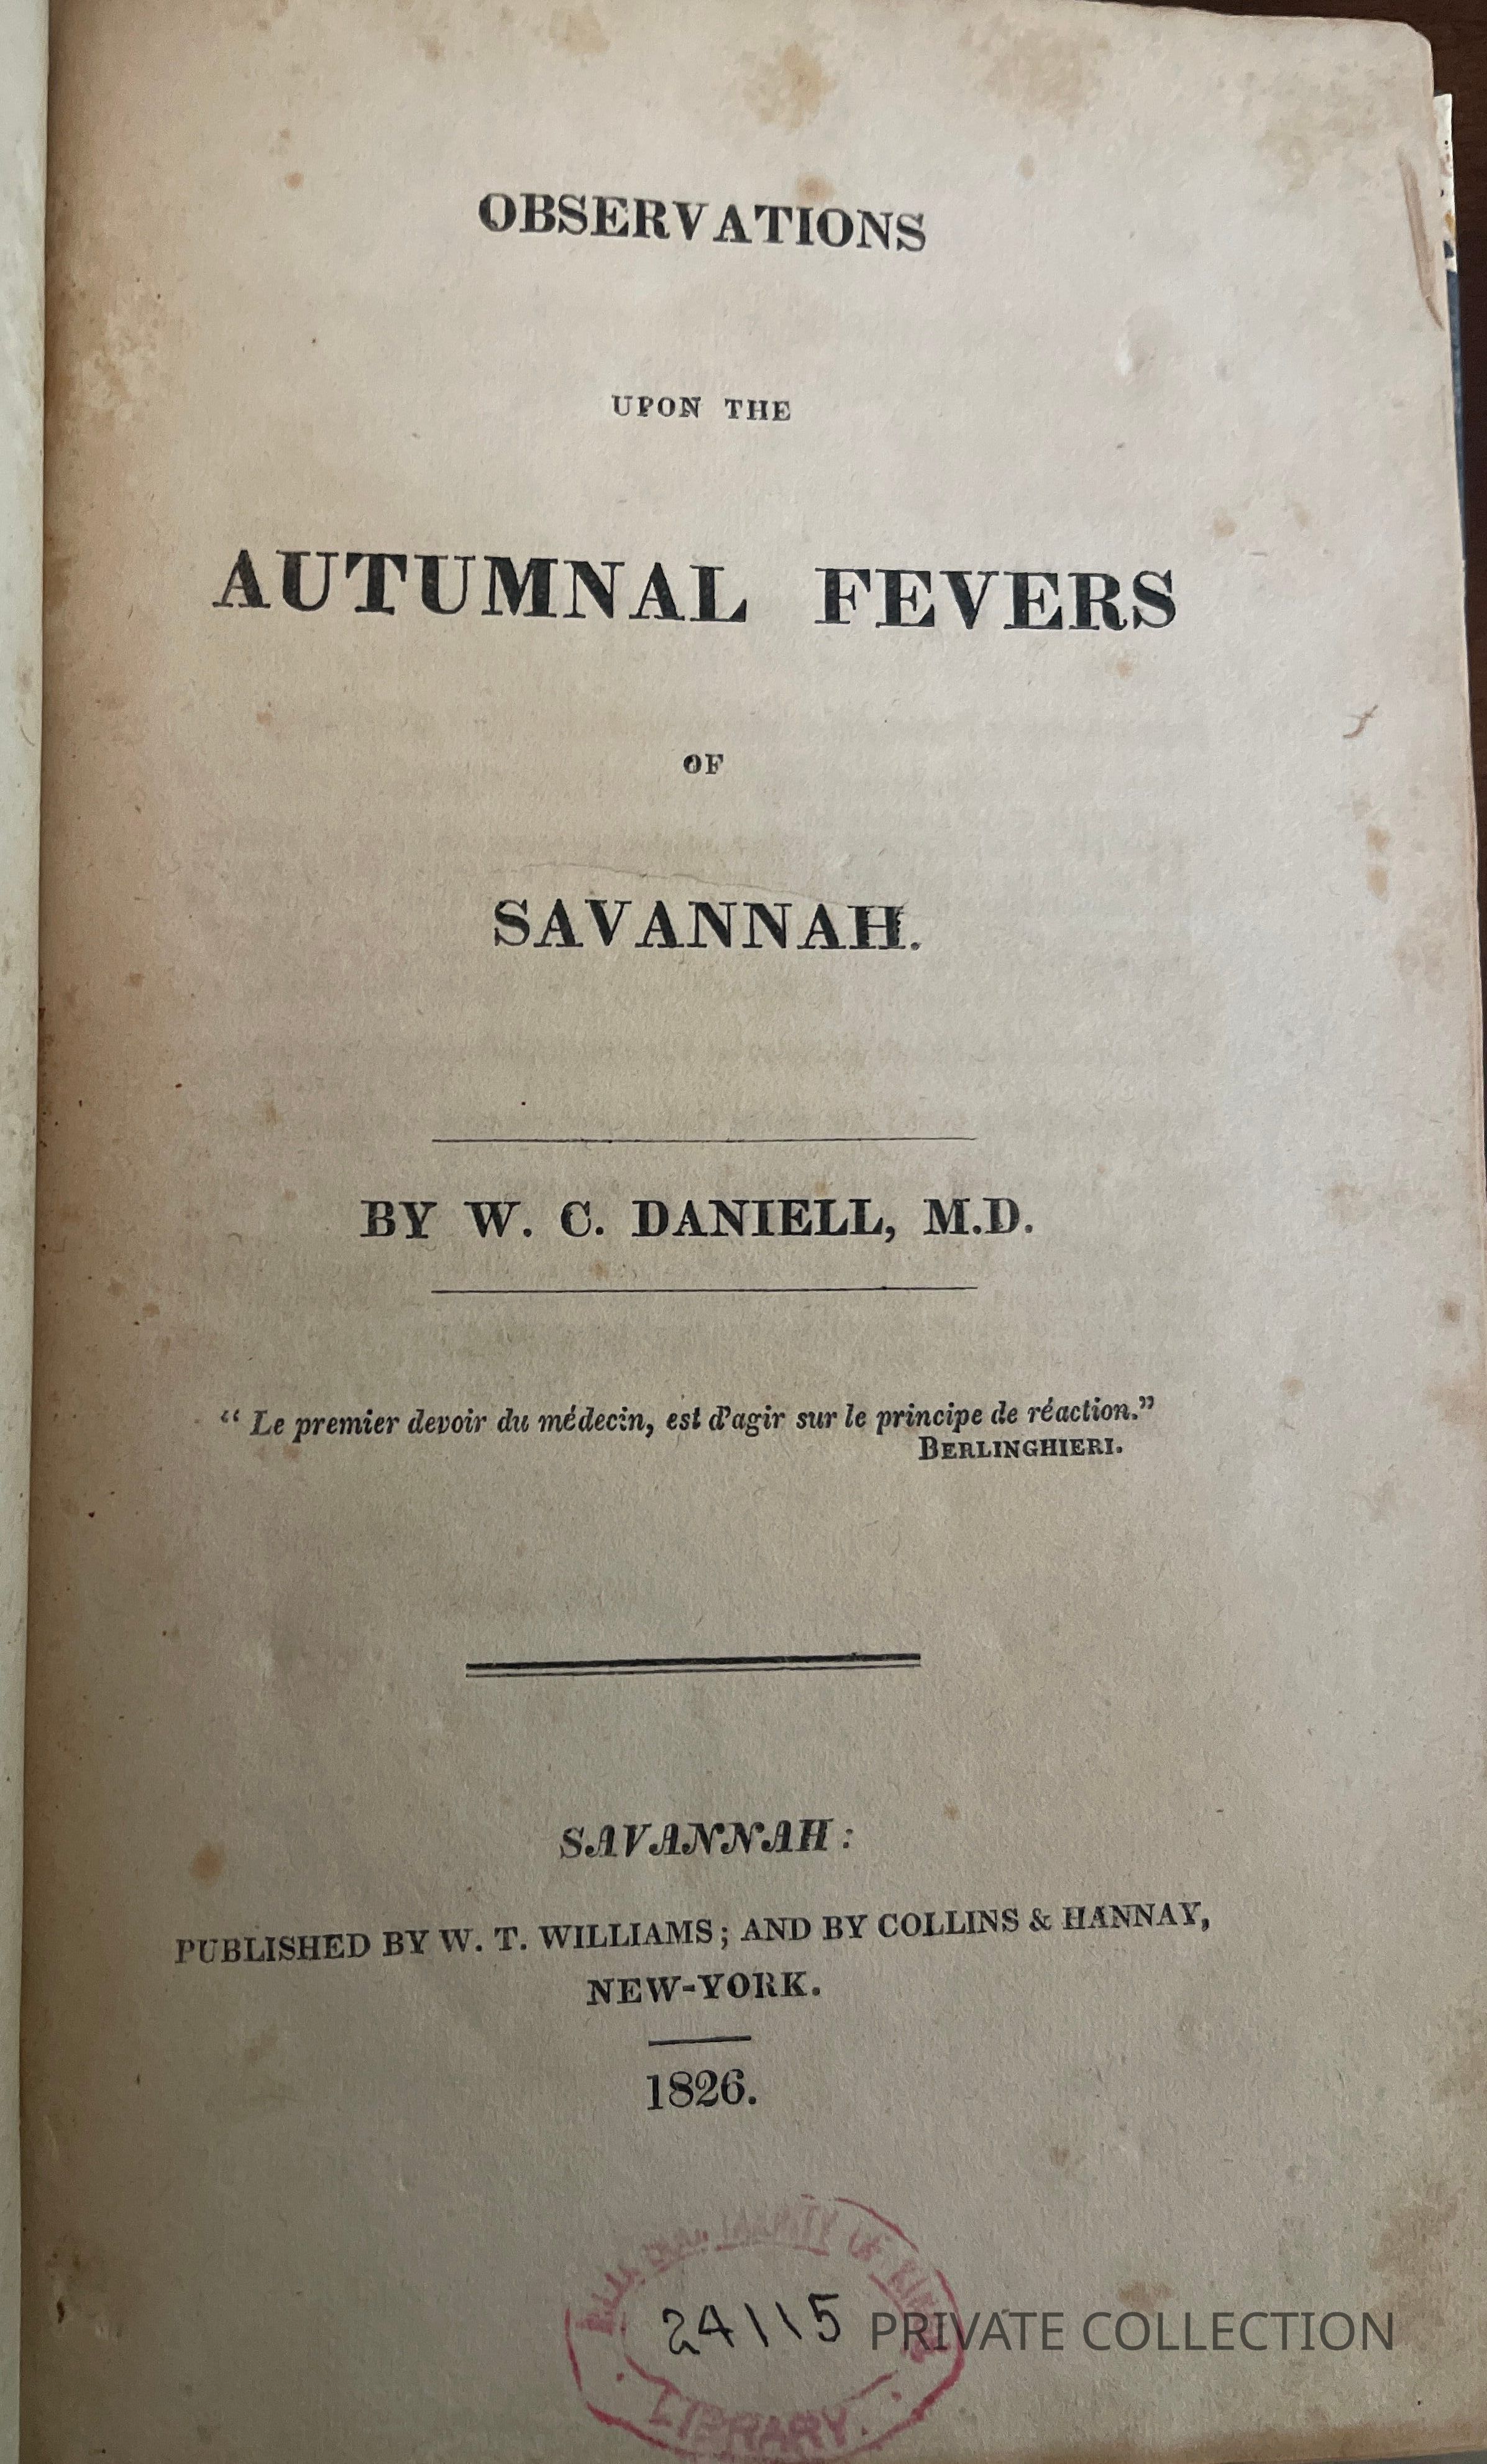 OBSERVATIONS
UPON THE
AUTUMNAL FEVERS
OF
SAVANNAH.
BY W. C. DANIELL, M.D.
“ Le premier devoir du médecin, est d’agir sur le principe de réaction.”
BERLINGHIERI.
SAVANNAH:
PUBLISHED BY W. T. WILLIAMS; AND BY COLLINS & HANNAY,
NEW-YORK.
1826.
24115
LIBRARY
PRIVATE COLLECTION